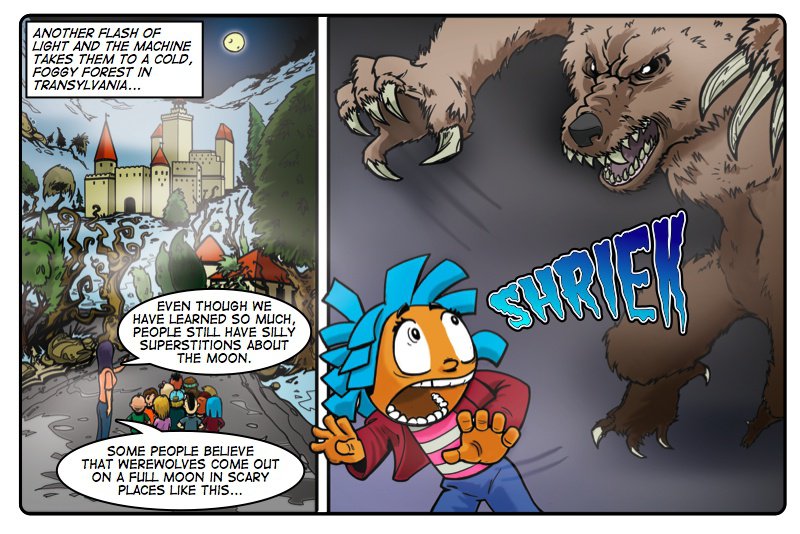 ANOTHER FLASH OF
LIGHT AND THE MACHINE
TAKES THEM TO A COLD,
FOGGY FOREST IN
TRANSYLVANIA...
EVEN THOUGH WE
HAVE LEARNED SO MUCH,
PEOPLE STILL HAVE SILLY
SUPERSTITIONS ABOUT
THE MOON.
SOME PEOPLE BELIEVE
THAT WEREWOLVES COME OUT
ON A FULL MOON IN SCARY
PLACES LIKE THIS...
SHRIEK